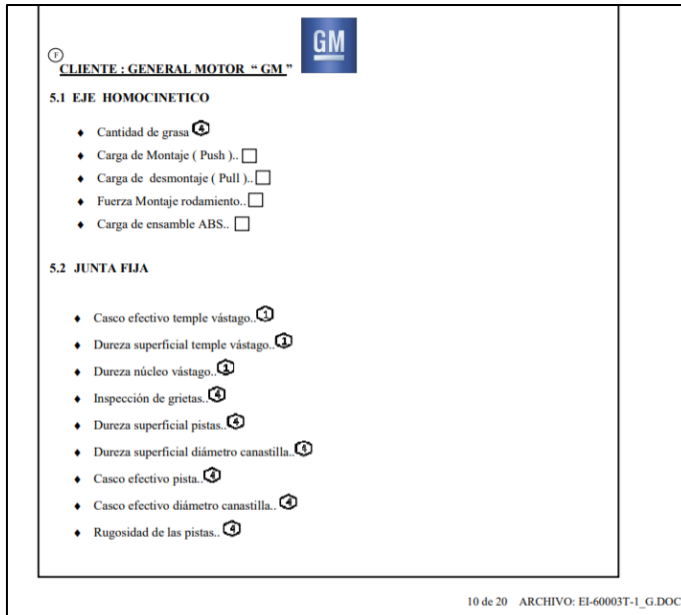 GM
F
CLIENTE : GENERAL MOTOR “ GM ”
5.1 EJE HOMOCINETICO
♦ Cantidad de grasa 4
♦ Carga de Montaje ( Push )..
♦ Carga de desmontaje ( Pull )..
♦ Fuerza Montaje rodamiento..
♦ Carga de ensamble ABS..
5.2 JUNTA FIJA
♦ Casco efectivo temple vástago.. 1
♦ Dureza superficial temple vástago.. 1
♦ Dureza núcleo vástago.. 1
♦ Inspección de grietas.. 4
♦ Dureza superficial pistas.. 4
♦ Dureza superficial diámetro canastilla.. 4
♦ Casco efectivo pista.. 4
♦ Casco efectivo diámetro canastilla.. 4
♦ Rugosidad de las pistas.. 4
10 de 20 ARCHIVO: EI-60003T-1_G.DOC